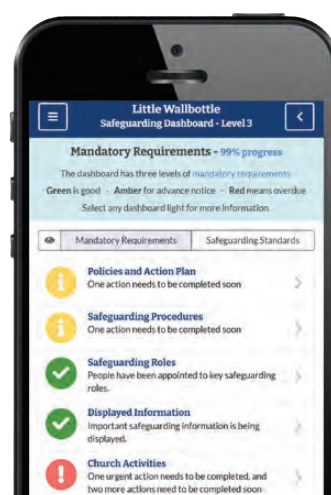 Little Wallbottle
Safeguarding Dashboard - Level 3
Mandatory Requirements - 99% progress
The dashboard has three levels of mandatory requirements.
Green is good - Amber for advance notice - Red means overdue
Select any dashboard light for more information.
Mandatory Requirements
Safeguarding Standards
Policies and Action Plan
One action needs to be completed soon
Safeguarding Procedures
One action needs to be completed soon
Safeguarding Roles
People have been appointed to key safeguarding
roles.
Displayed Information
Important safeguarding information is being
displayed.
Church Activities
One urgent action needs to be completed, and
two more actions need to be completed soon